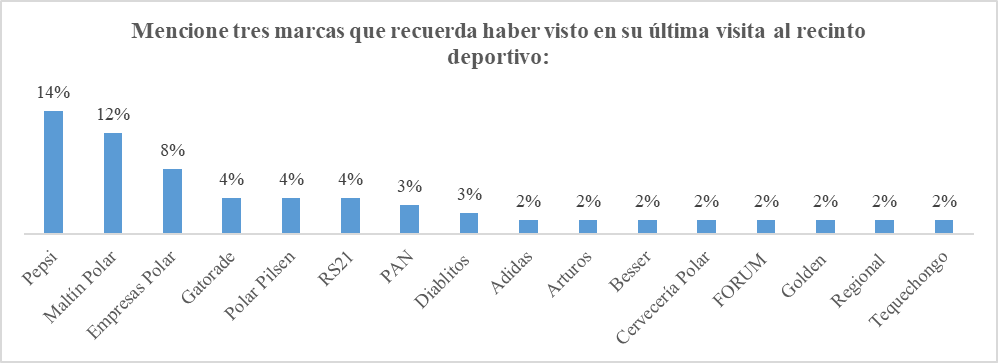 Mencione tres marcas que recuerda haber visto en su última visita al recinto
deportivo:
14%
12%
8%
4%
4%
4%
3%
3%
2%
2%
2%
2%
2%
2%
2%
2%
Pepsi
Maltín Polar
Empresas Polar
Gatorade
Polar Pilsen
RS21
PAN
Diablitos
Adidas
Arturos
Besser
Cervecería Polar
FORUM
Golden
Regional
Tequechongo